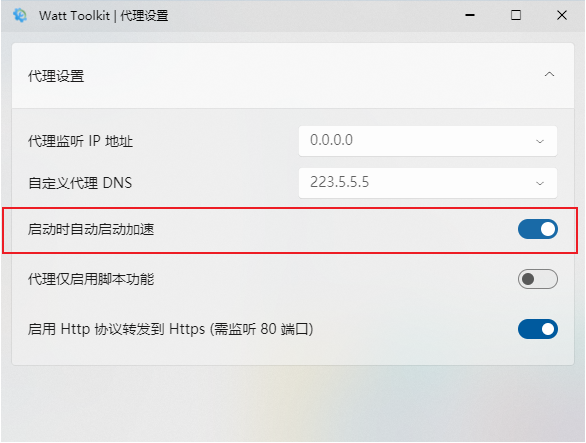 Watt Toolkit | 代理设置
代理设置
代理监听 IP 地址 0.0.0.0
自定义代理 DNS 223.5.5.5
启动时自动启动加速
代理仅启用脚本功能
启用 Http 协议转发到 Https (需监听 80 端口)